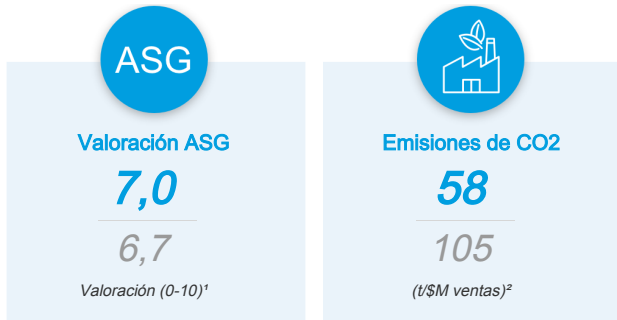 ASG
Valoración ASG
7,0
6,7
Valoración (0-10)¹
Emisiones de CO2
58
105
(t/$M ventas)²